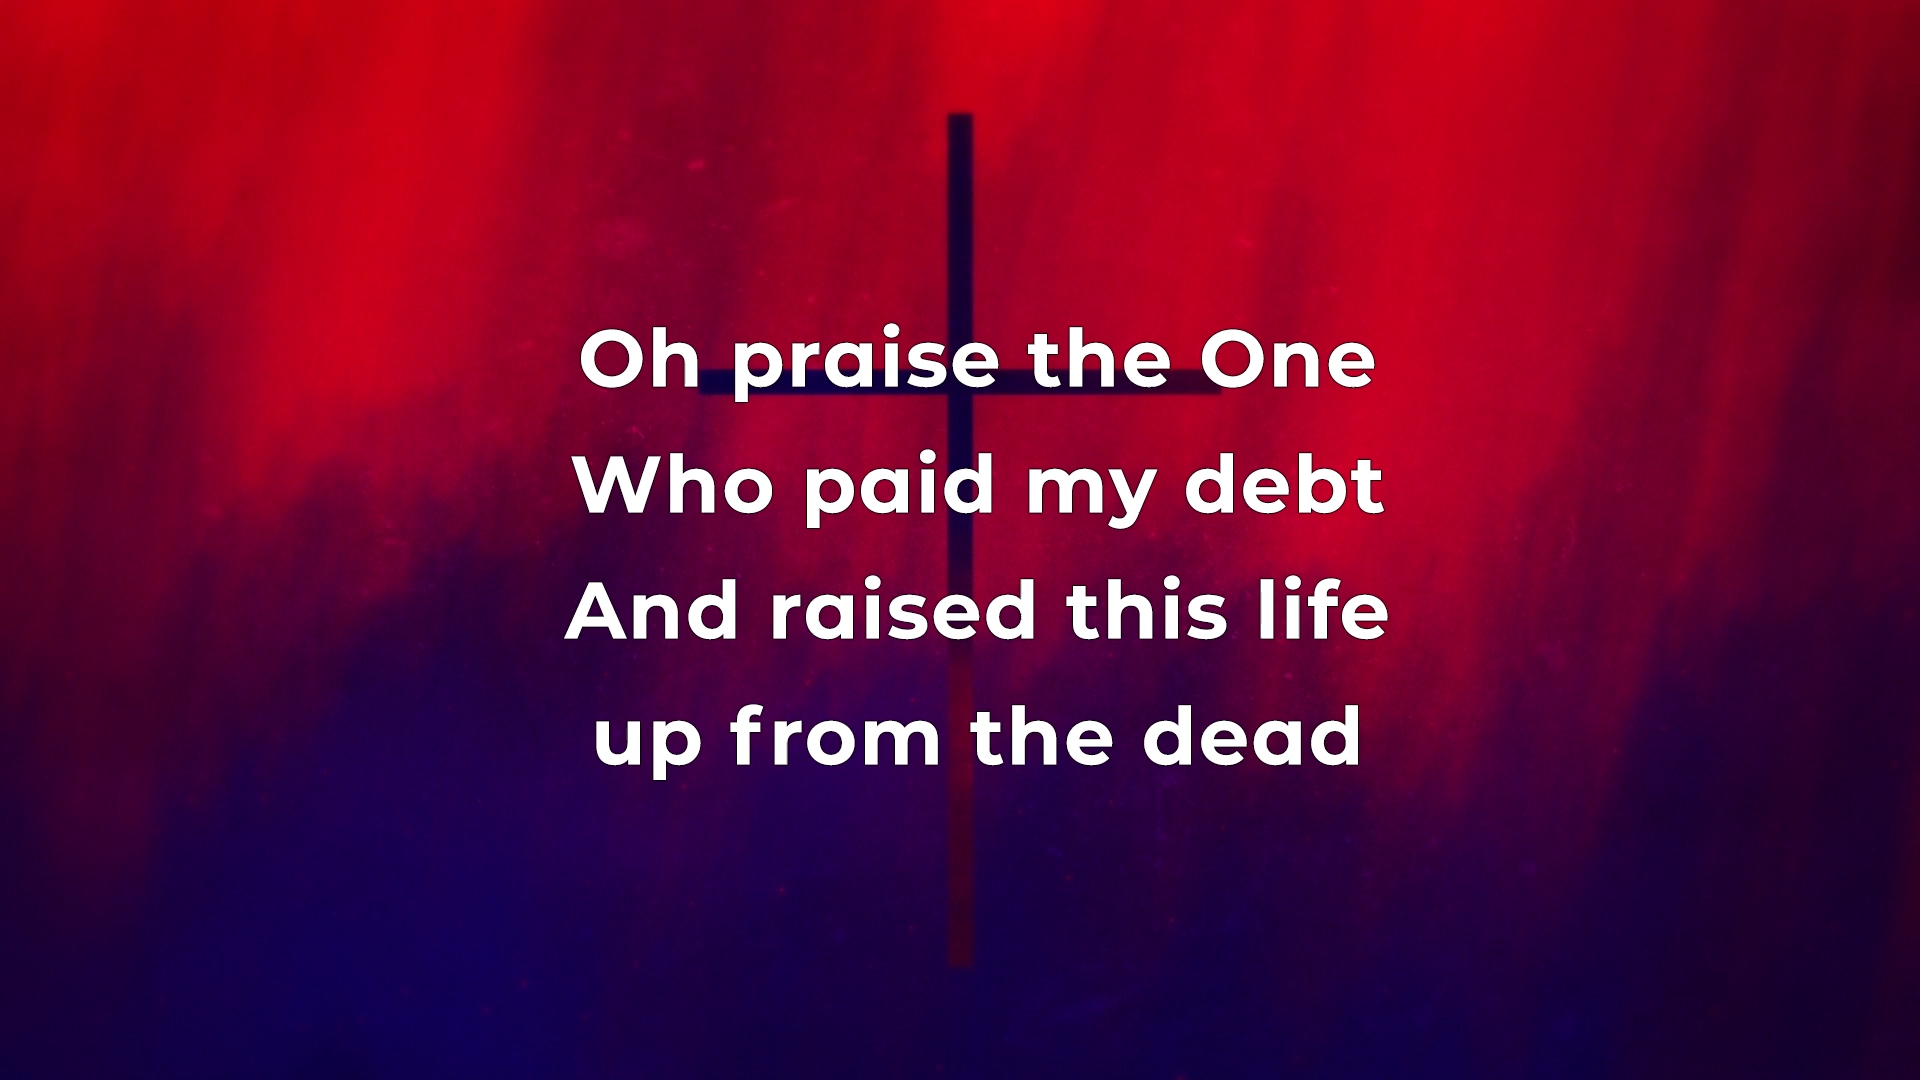 Oh praise the One
Who paid my debt
And raised this life
up from the dead